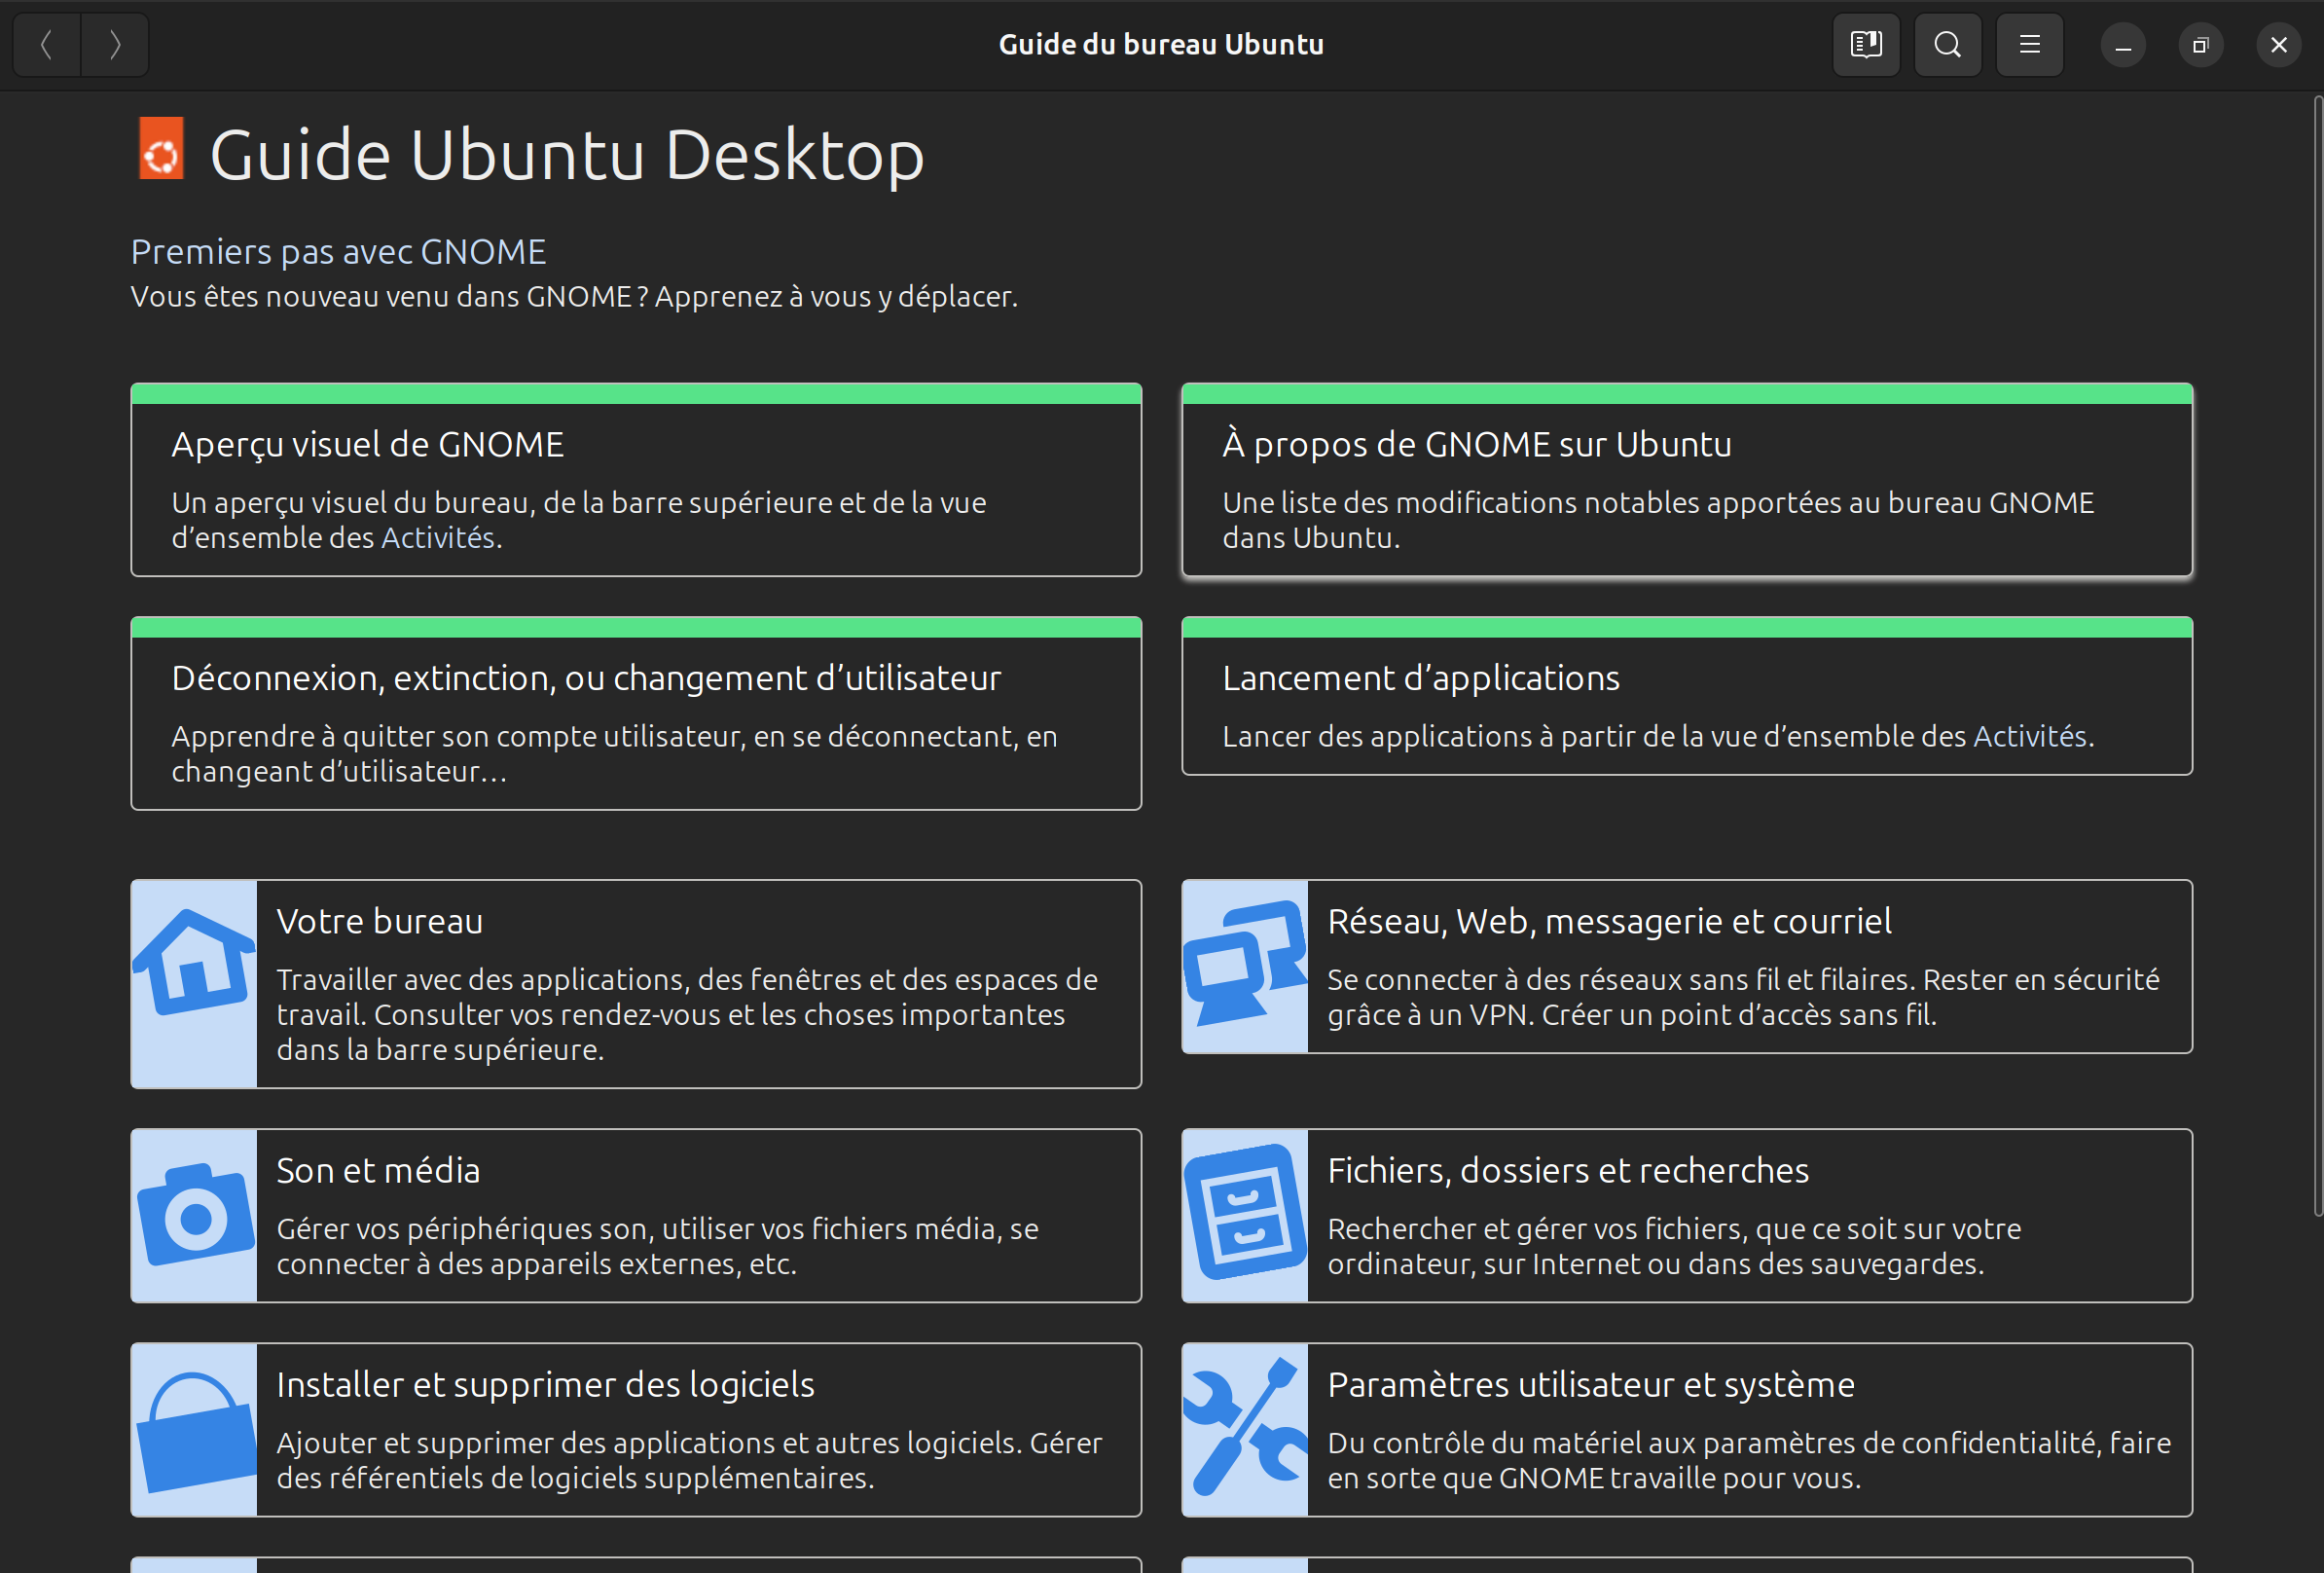 Guide du bureau Ubuntu
Guide Ubuntu Desktop
Premiers pas avec GNOME
Vous êtes nouveau venu dans GNOME ? Apprenez à vous y déplacer.
Aperçu visuel de GNOME
Un aperçu visuel du bureau, de la barre supérieure et de la vue
d’ensemble des Activités.
À propos de GNOME sur Ubuntu
Une liste des modifications notables apportées au bureau GNOME
dans Ubuntu.
Déconnexion, extinction, ou changement d’utilisateur
Apprendre à quitter son compte utilisateur, en se déconnectant, en
changeant d’utilisateur…
Lancement d’applications
Lancer des applications à partir de la vue d’ensemble des Activités.
Votre bureau
Travailler avec des applications, des fenêtres et des espaces de
travail. Consulter vos rendez-vous et les choses importantes
dans la barre supérieure.
Réseau, Web, messagerie et courriel
Se connecter à des réseaux sans fil et filaires. Rester en sécurité
grâce à un VPN. Créer un point d’accès sans fil.
Son et média
Gérer vos périphériques son, utiliser vos fichiers média, se
connecter à des appareils externes, etc.
Fichiers, dossiers et recherches
Rechercher et gérer vos fichiers, que ce soit sur votre
ordinateur, sur Internet ou dans des sauvegardes.
Installer et supprimer des logiciels
Ajouter et supprimer des applications et autres logiciels. Gérer
des référentiels de logiciels supplémentaires.
Paramètres utilisateur et système
Du contrôle du matériel aux paramètres de confidentialité, faire
en sorte que GNOME travaille pour vous.